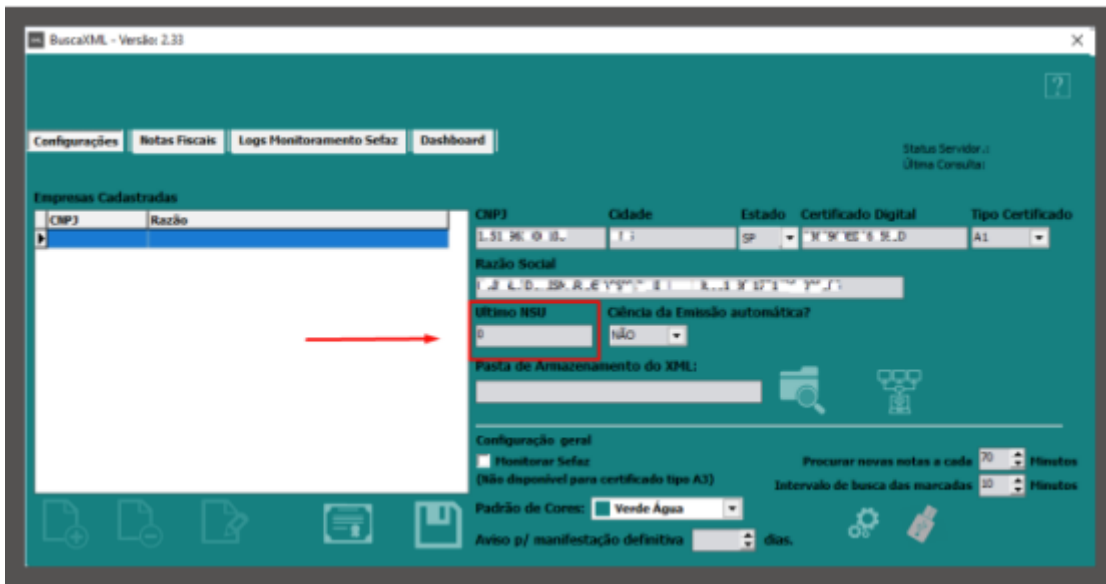 BuscaXML - Versão: 2.33
?
Configurações Notas Fiscais Logs Monitoramento Sefaz Dashboard
Status Servidor.:
Última Consulta:
Empresas Cadastradas
CNPJ Razão
CNPJ Cidade Estado Certificado Digital Tipo Certificado
SP A1
Razão Social
Ultimo NSU Ciência da Emissão automática?
0 NÃO
Pasta de Armazenamento do XML:
Configuração geral
Monitorar Sefaz Procurar novas notas a cada 70 Minutos
(Não disponível para certificado tipo A3) Intervalo de busca das marcadas 10 Minutos
Padrão de Cores: Verde Água
Aviso p/ manifestação definitiva dias.